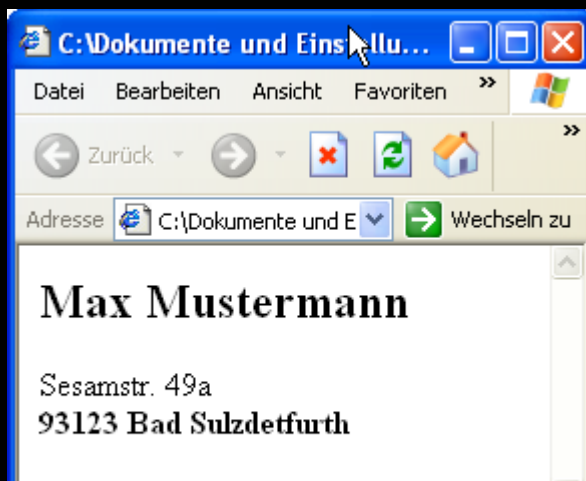 C:\Dokumente und Einstellu...
Datei Bearbeiten Ansicht Favoriten »
Zurück »
Adresse C:\Dokumente und E Wechseln zu
Max Mustermann
Sesamstr. 49a
93123 Bad Sulzdetfurth